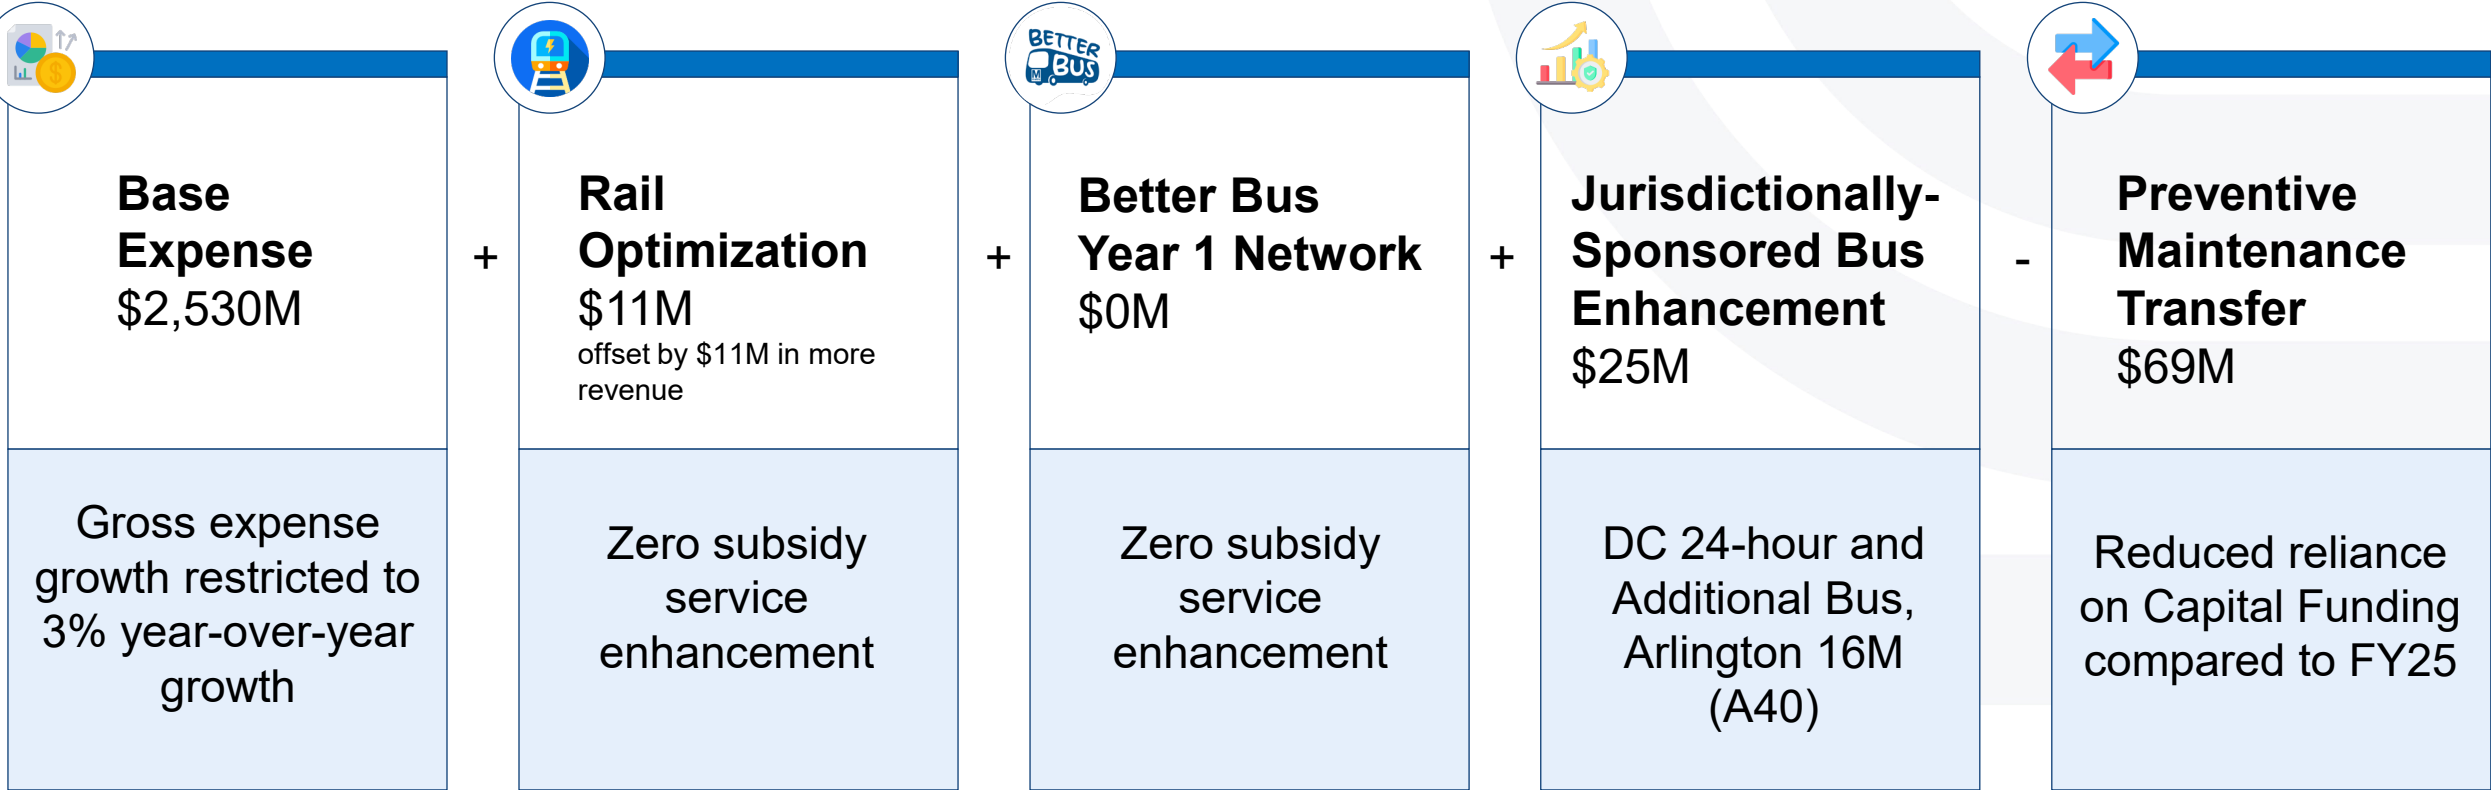 Base
Expense
$2,530M
Gross expense
growth restricted to
3% year-over-year
growth
+
Rail
Optimization
$11M
offset by $11M in more
revenue
Zero subsidy
service
enhancement
+
BETTER
BUS
M
Better Bus
Year 1 Network
$0M
Zero subsidy
service
enhancement
+
Jurisdictionally-
Sponsored Bus
Enhancement
$25M
DC 24-hour and
Additional Bus,
Arlington 16M
(A40)
-
Preventive
Maintenance
Transfer
$69M
Reduced reliance
on Capital Funding
compared to FY25